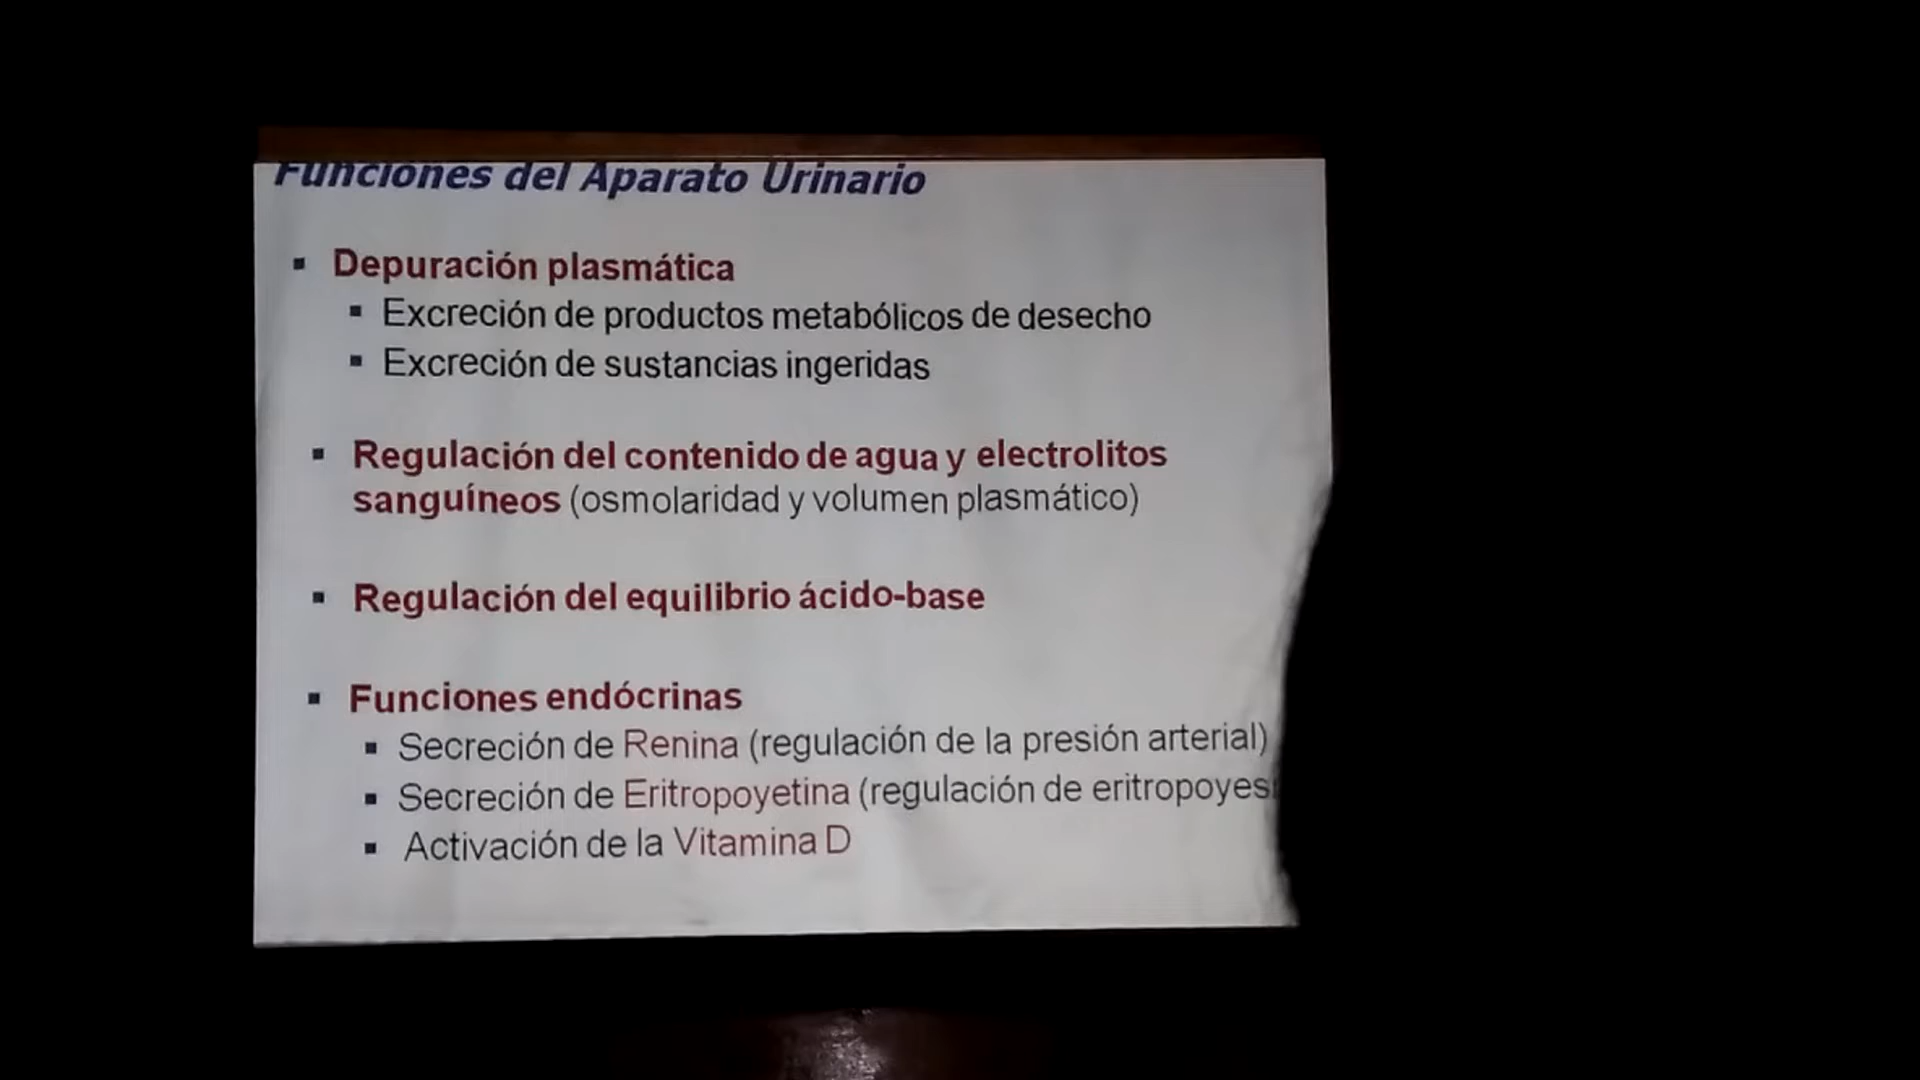 Funciones del Aparato Urinario
▪ Depuración plasmática
▪ Excreción de productos metabólicos de desecho
▪ Excreción de sustancias ingeridas
▪ Regulación del contenido de agua y electrolitos
sanguíneos (osmolaridad y volumen plasmático)
▪ Regulación del equilibrio ácido-base
▪ Funciones endócrinas
▪ Secreción de Renina (regulación de la presión arterial)
▪ Secreción de Eritropoyetina (regulación de eritropoyesi
▪ Activación de la Vitamina D